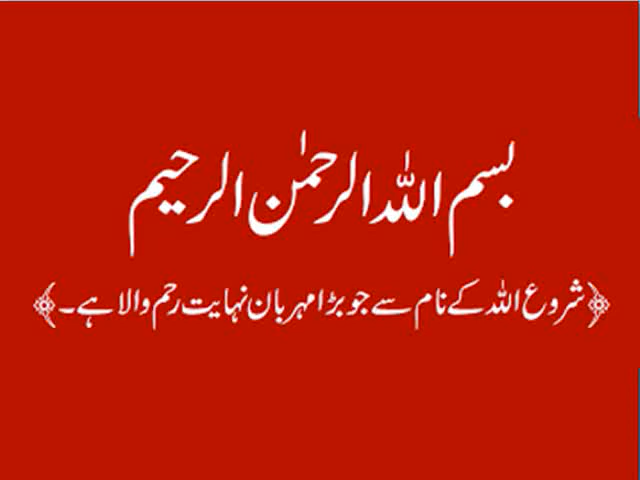 بسم اللہ الرحمٰن الرحیم
﴿شروع اللہ کے نام سے جو بڑا مہربان نہایت رحم والا ہے۔﴾